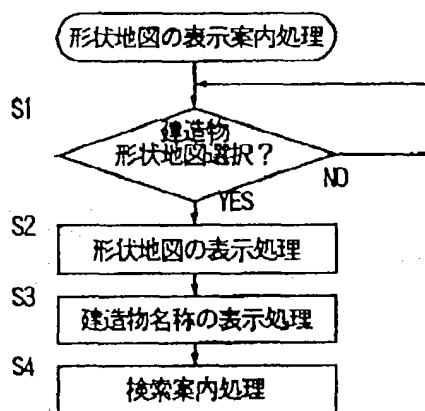 形状地図の表示案内処理
S1
建造物
形状地図選択?
NO
YES
S2
形状地図の表示処理
S3
建造物名称の表示処理
S4
検索案内処理